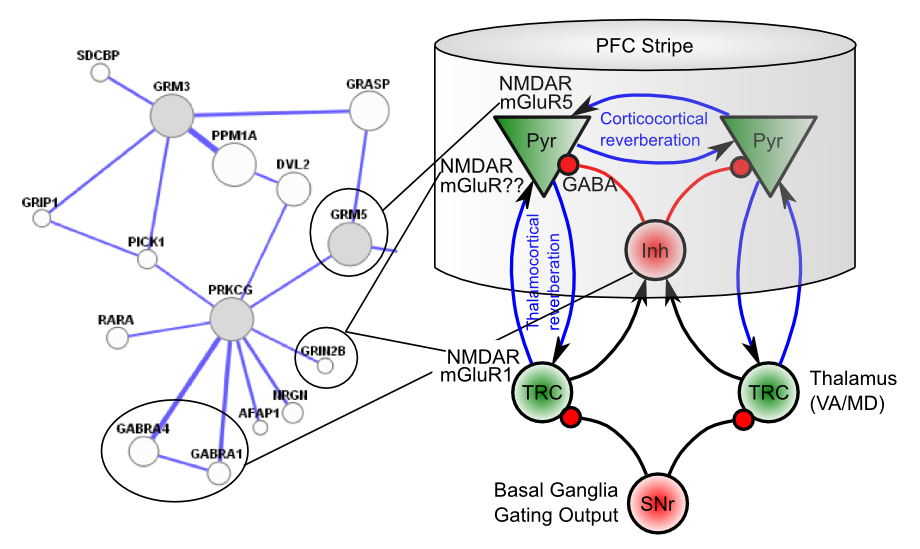 SDCBP
GRM3
GRASP
PPM1A
DVL2
GRIP1
GRM5
PICK1
PRKCG
RARA
GRIN2B
NRGN
AFAP1
GABRA4
GABRA1
PFC Stripe
NMDAR
mGluR5
Pyr
Corticocortical
reverberation
Pyr
NMDAR
mGluR??
GABA
Inh
Thalamocortical
reverberation
NMDAR
mGluR1
TRC
TRC
Thalamus
(VA/MD)
Basal Ganglia
Gating Output
SNr